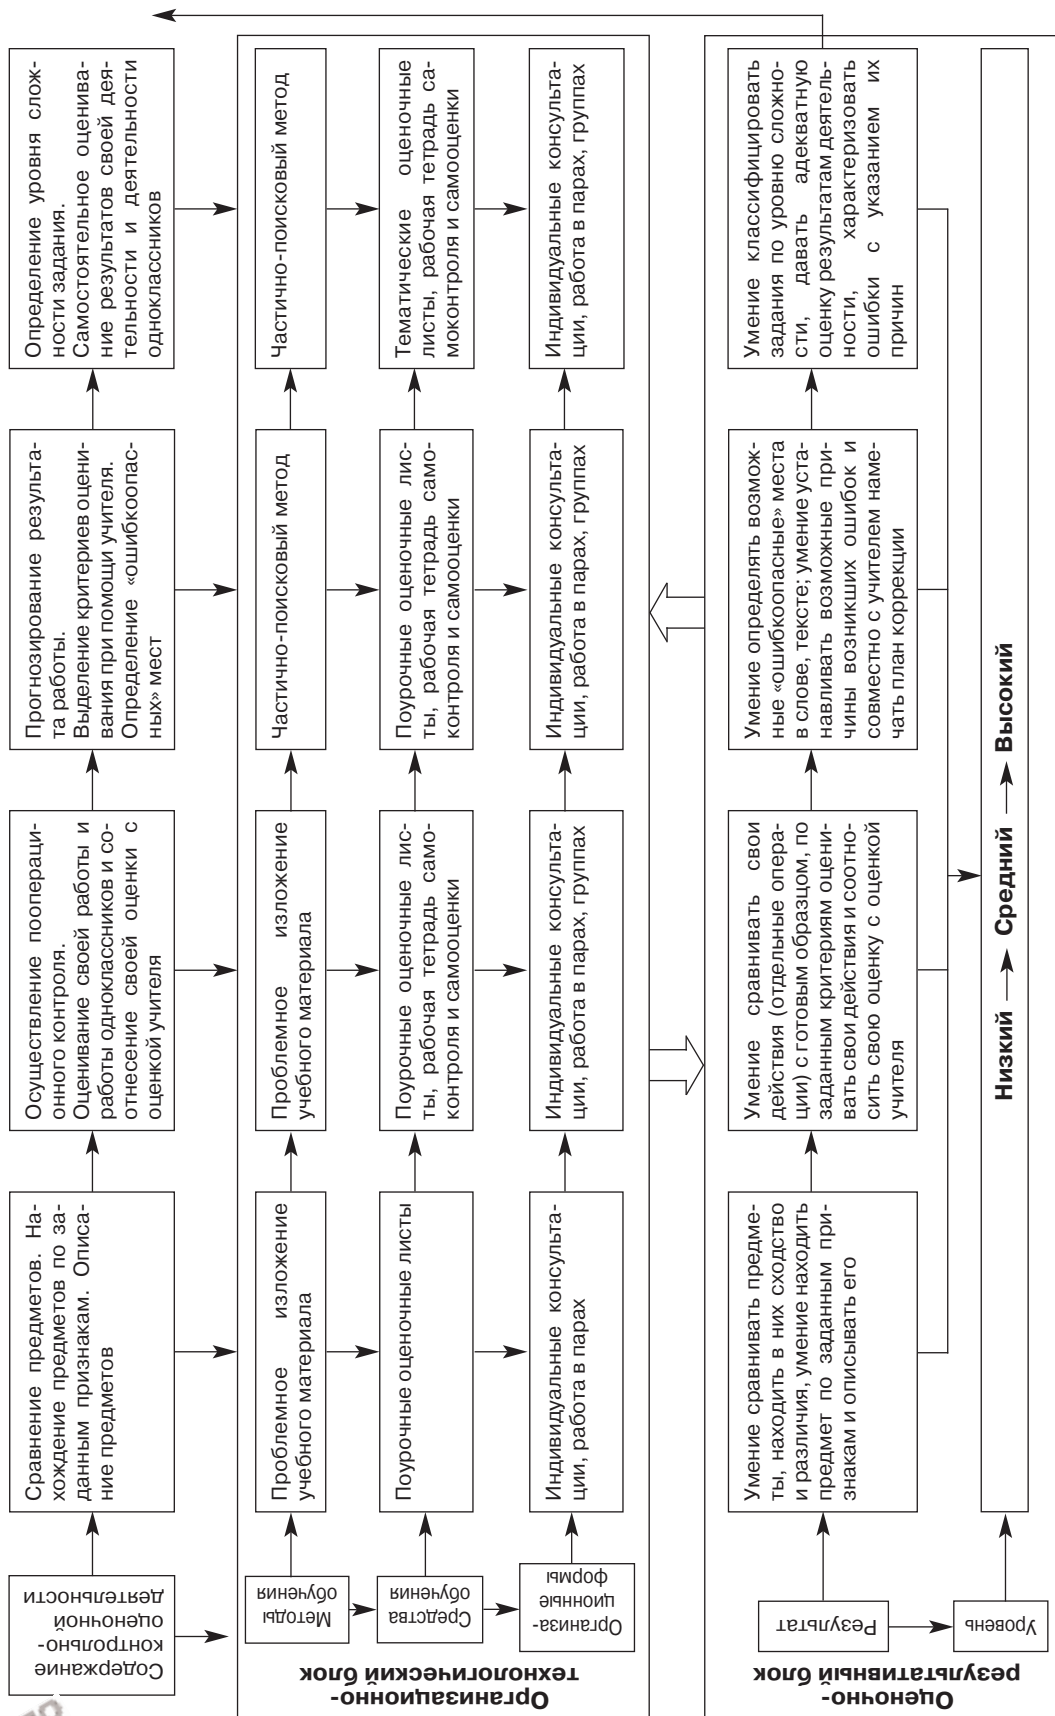 Содержание
контрольно-
оценочной
деятельности
Сравнение предметов. На-
хождение предметов по за-
данным признакам. Описа-
ние предметов
Осуществление поопераци-
онного контроля.
Оценивание своей работы и
работы одноклассников и со-
отнесение своей оценки с
оценкой учителя
Прогнозирование результа-
та работы.
Выделение критериев оцени-
вания при помощи учителя.
Определение «ошибкоопас-
ных» мест
Определение уровня слож-
ности задания.
Самостоятельное оценива-
ние результатов своей дея-
тельности и деятельности
одноклассников
Организационно-
технологический блок
Методы
обучения
Проблемное изложение
учебного материала
Проблемное изложение
учебного материала
Частично-поисковый метод
Частично-поисковый метод
Средства
обучения
Поурочные оценочные листы
Поурочные оценочные лис-
ты, рабочая тетрадь само-
контроля и самооценки
Поурочные оценочные лис-
ты, рабочая тетрадь само-
контроля и самооценки
Тематические оценочные
листы, рабочая тетрадь са-
моконтроля и самооценки
Организа-
ционные
формы
Индивидуальные консульта-
ции, работа в парах
Индивидуальные консульта-
ции, работа в парах, группах
Индивидуальные консульта-
ции, работа в парах, группах
Индивидуальные консульта-
ции, работа в парах, группах
Оценочно-
результативный блок
Результат
Умение сравнивать предме-
ты, находить в них сходство
и различия, умение находить
предмет по заданным при-
знакам и описывать его
Умение сравнивать свои
действия (отдельные опера-
ции) с готовым образцом, по
заданным критериям оцени-
вать свои действия и соотно-
сить свою оценку с оценкой
учителя
Умение определять возмож-
ные «ошибкоопасные» места
в слове, тексте; умение уста-
навливать возможные при-
чины возникших ошибок и
совместно с учителем наме-
чать план коррекции
Умение классифицировать
задания по уровню сложно-
сти, давать адекватную
оценку результатам деятель-
ности, характеризовать
ошибки с указанием их
причин
Уровень
Низкий Средний Высокий